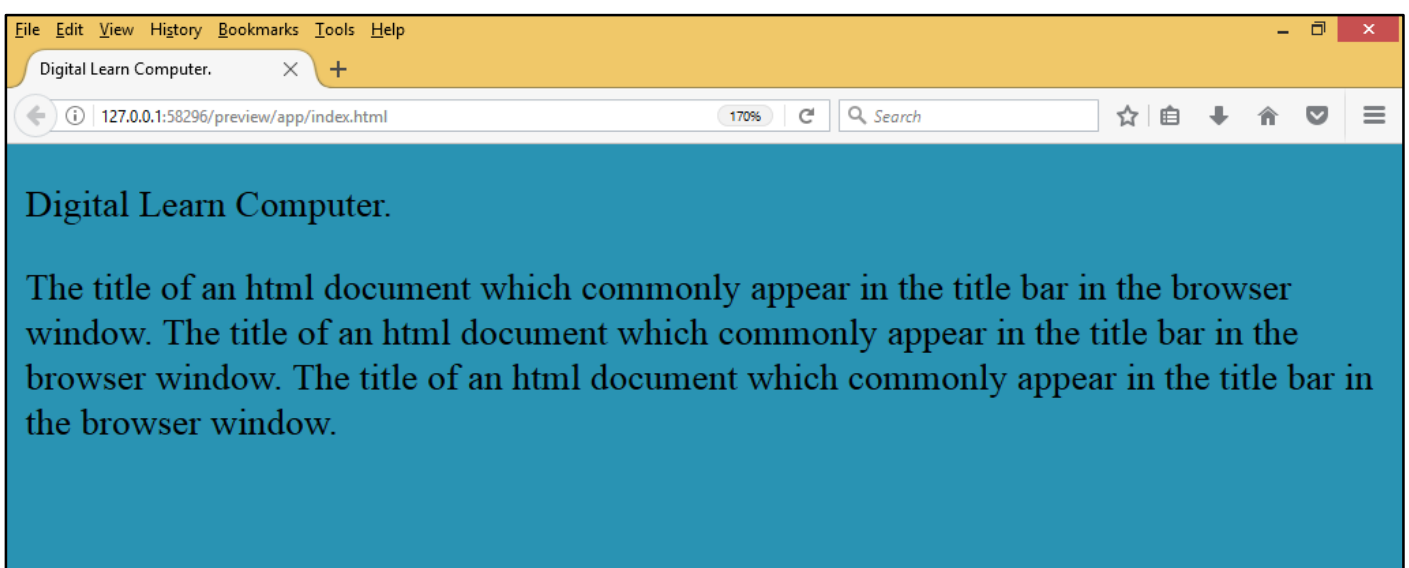 File Edit View History Bookmarks Tools Help
Digital Learn Computer.
127.0.0.1:58296/preview/app/index.html 170% Search
Digital Learn Computer.
The title of an html document which commonly appear in the title bar in the browser
window. The title of an html document which commonly appear in the title bar in the
browser window. The title of an html document which commonly appear in the title bar in
the browser window.